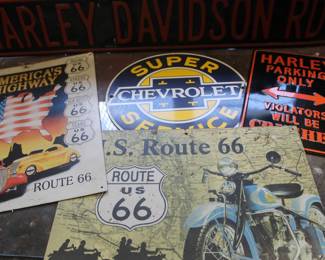 HARLEY DAVIDSON RO
AMERICA'S
HIGHWAY
66
66
66
66
ROUTE 66
SUPER
CHEVROLET
SERVICE
HARLEY
PARKING
ONLY
VIOLATORS
WILL BE
U.S. Route 66
ROUTE
US
66